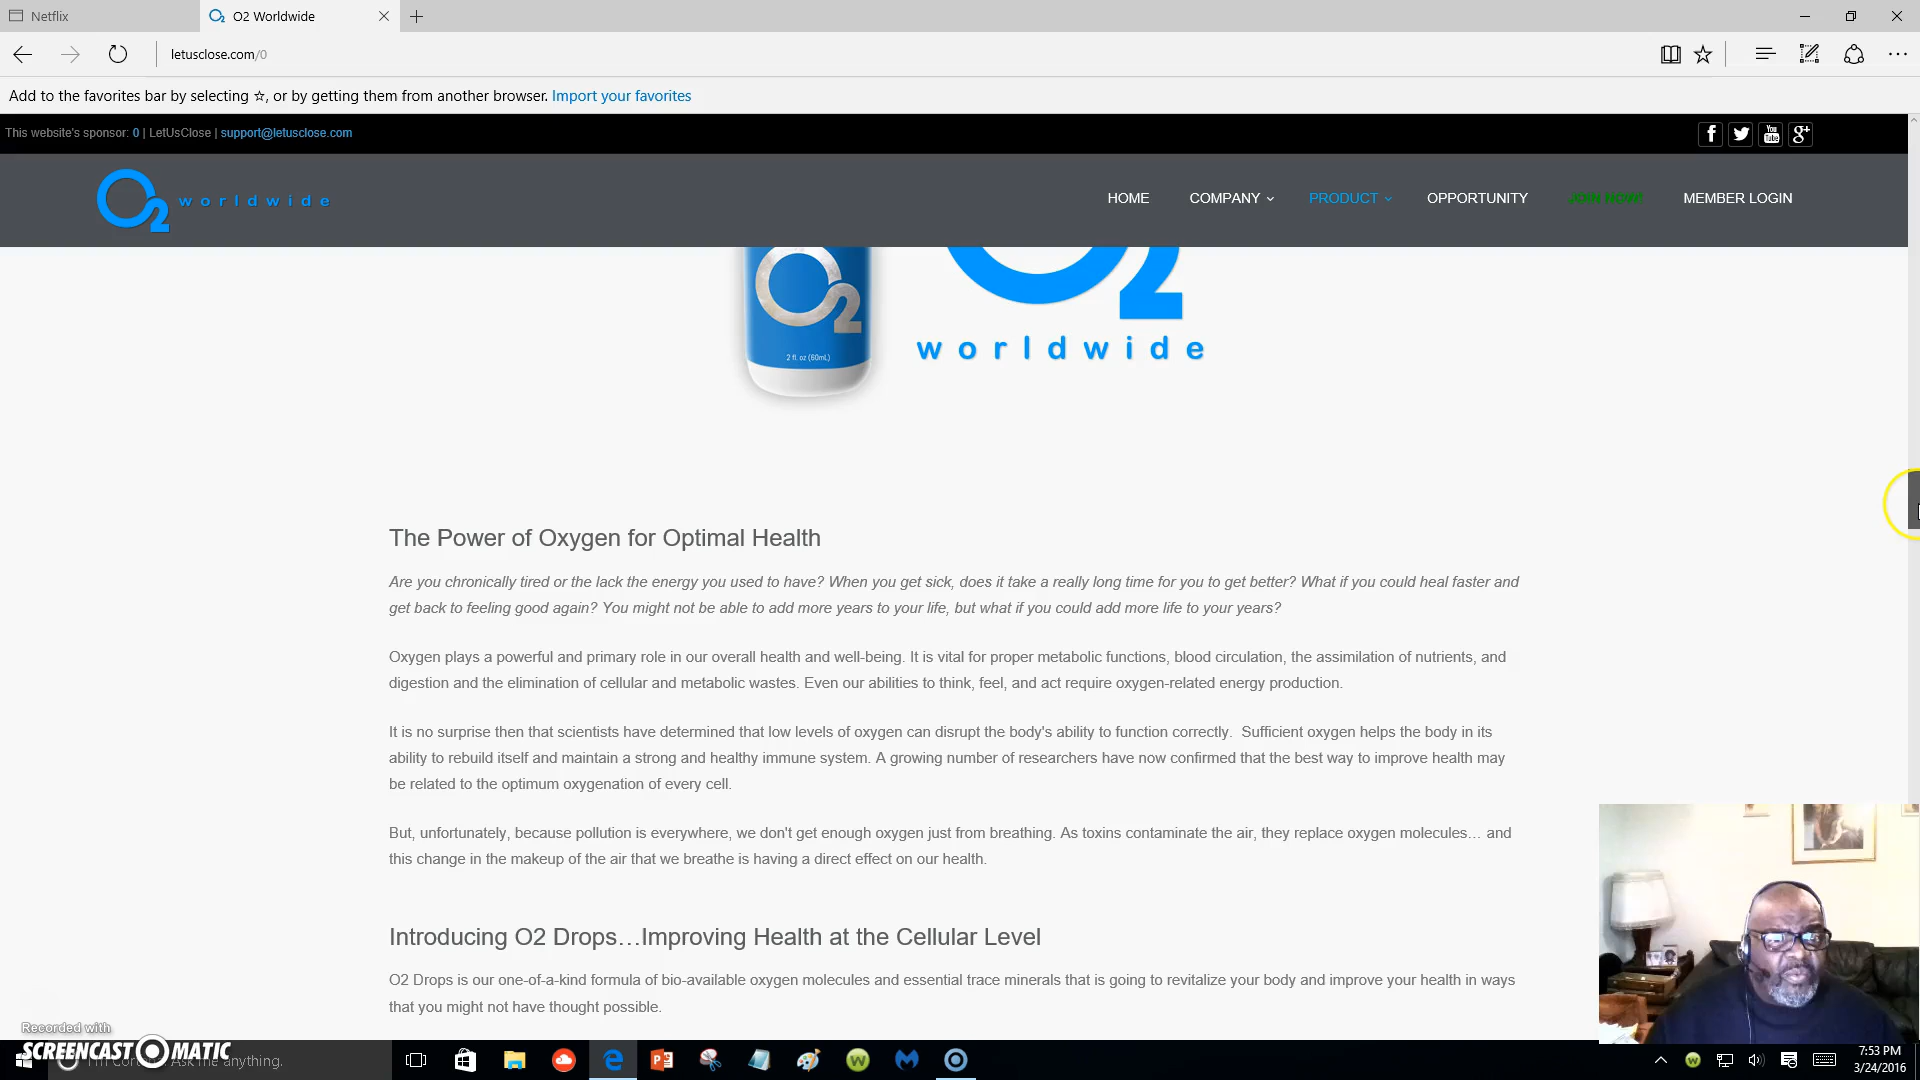 Netflix
O2 Worldwide
letusclose.com/0
Add to the favorites bar by selecting ☆, or by getting them from another browser. Import your favorites
This website's sponsor: 0 | LetUsClose | support@letusclose.com
You Tube
O2 worldwide
HOME COMPANY PRODUCT OPPORTUNITY JOIN NOW! MEMBER LOGIN
O2
2 fl. oz (60mL)
O2
worldwide
The Power of Oxygen for Optimal Health
Are you chronically tired or the lack the energy you used to have? When you get sick, does it take a really long time for you to get better? What if you could heal faster and
get back to feeling good again? You might not be able to add more years to your life, but what if you could add more life to your years?
Oxygen plays a powerful and primary role in our overall health and well-being. It is vital for proper metabolic functions, blood circulation, the assimilation of nutrients, and
digestion and the elimination of cellular and metabolic wastes. Even our abilities to think, feel, and act require oxygen-related energy production.
It is no surprise then that scientists have determined that low levels of oxygen can disrupt the body's ability to function correctly.  Sufficient oxygen helps the body in its
ability to rebuild itself and maintain a strong and healthy immune system. A growing number of researchers have now confirmed that the best way to improve health may
be related to the optimum oxygenation of every cell.
But, unfortunately, because pollution is everywhere, we don't get enough oxygen just from breathing. As toxins contaminate the air, they replace oxygen molecules… and
this change in the makeup of the air that we breathe is having a direct effect on our health.
Introducing O2 Drops…Improving Health at the Cellular Level
O2 Drops is our one-of-a-kind formula of bio-available oxygen molecules and essential trace minerals that is going to revitalize your body and improve your health in ways
that you might not have thought possible.
Recorded with
SCREENCAST-O-MATIC
Ask me anything.
7:53 PM
3/24/2016